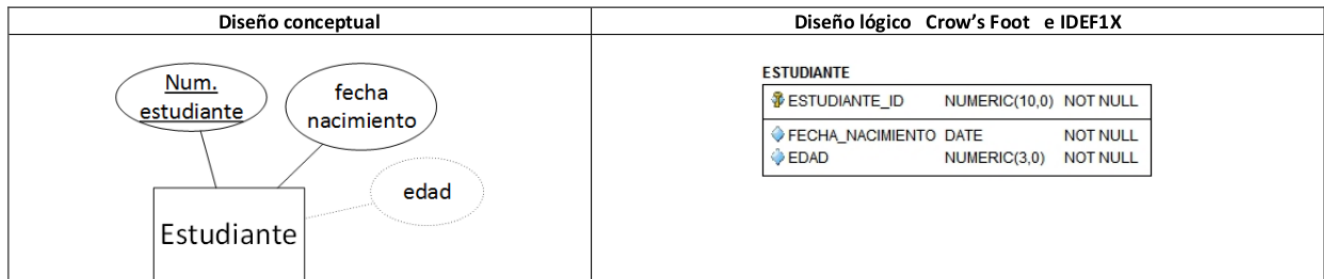 Diseño conceptual
Diseño lógico Crow's Foot e IDEF1X
Num.
estudiante
fecha
nacimiento
edad
Estudiante
ESTUDIANTE
ESTUDIANTE_ID NUMERIC(10,0) NOT NULL
FECHA_NACIMIENTO DATE NOT NULL
EDAD NUMERIC(3,0) NOT NULL